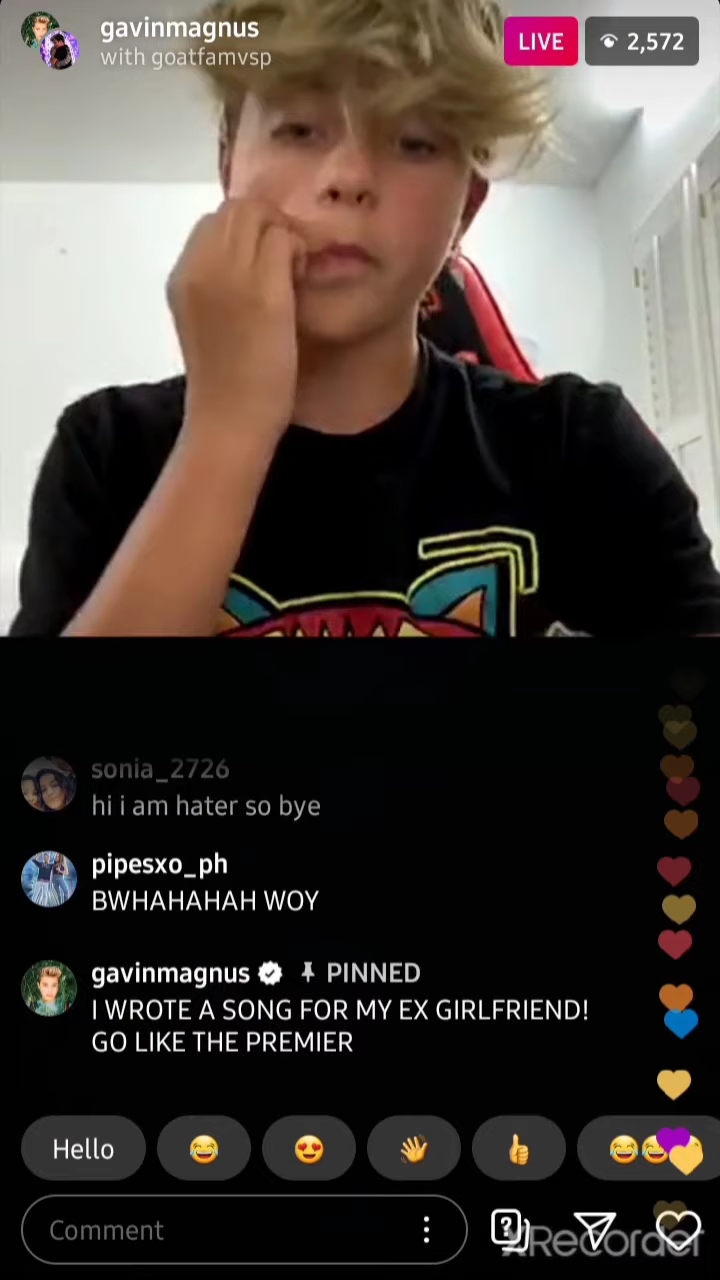 gavinmagnus
with goatfamvsp
LIVE
2,572
sonia_2726
hi i am hater so bye
pipesxo_ph
BWHAHAHAH WOY
gavinmagnus PINNED
I WROTE A SONG FOR MY EX GIRLFRIEND!
GO LIKE THE PREMIER
Hello
Comment
XRecorder